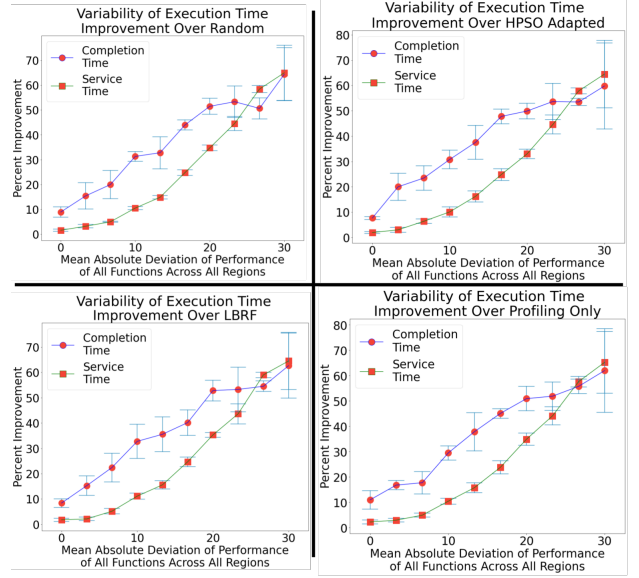 Variability of Execution Time
Improvement Over Random
Completion
Time
Service
Time
Percent Improvement
70
60
50
40
30
20
10
0
0 10 20 30
Mean Absolute Deviation of Performance
of All Functions Across All Regions
Variability of Execution Time
Improvement Over HPSO Adapted
Completion
Time
Service
Time
Percent Improvement
80
70
60
50
40
30
20
10
0
0 10 20 30
Mean Absolute Deviation of Performance
of All Functions Across All Regions
Variability of Execution Time
Improvement Over LBRF
Completion
Time
Service
Time
Percent Improvement
70
60
50
40
30
20
10
0
0 10 20 30
Mean Absolute Deviation of Performance
of All Functions Across All Regions
Variability of Execution Time
Improvement Over Profiling Only
Completion
Time
Service
Time
Percent Improvement
80
70
60
50
40
30
20
10
0
0 10 20 30
Mean Absolute Deviation of Performance
of All Functions Across All Regions